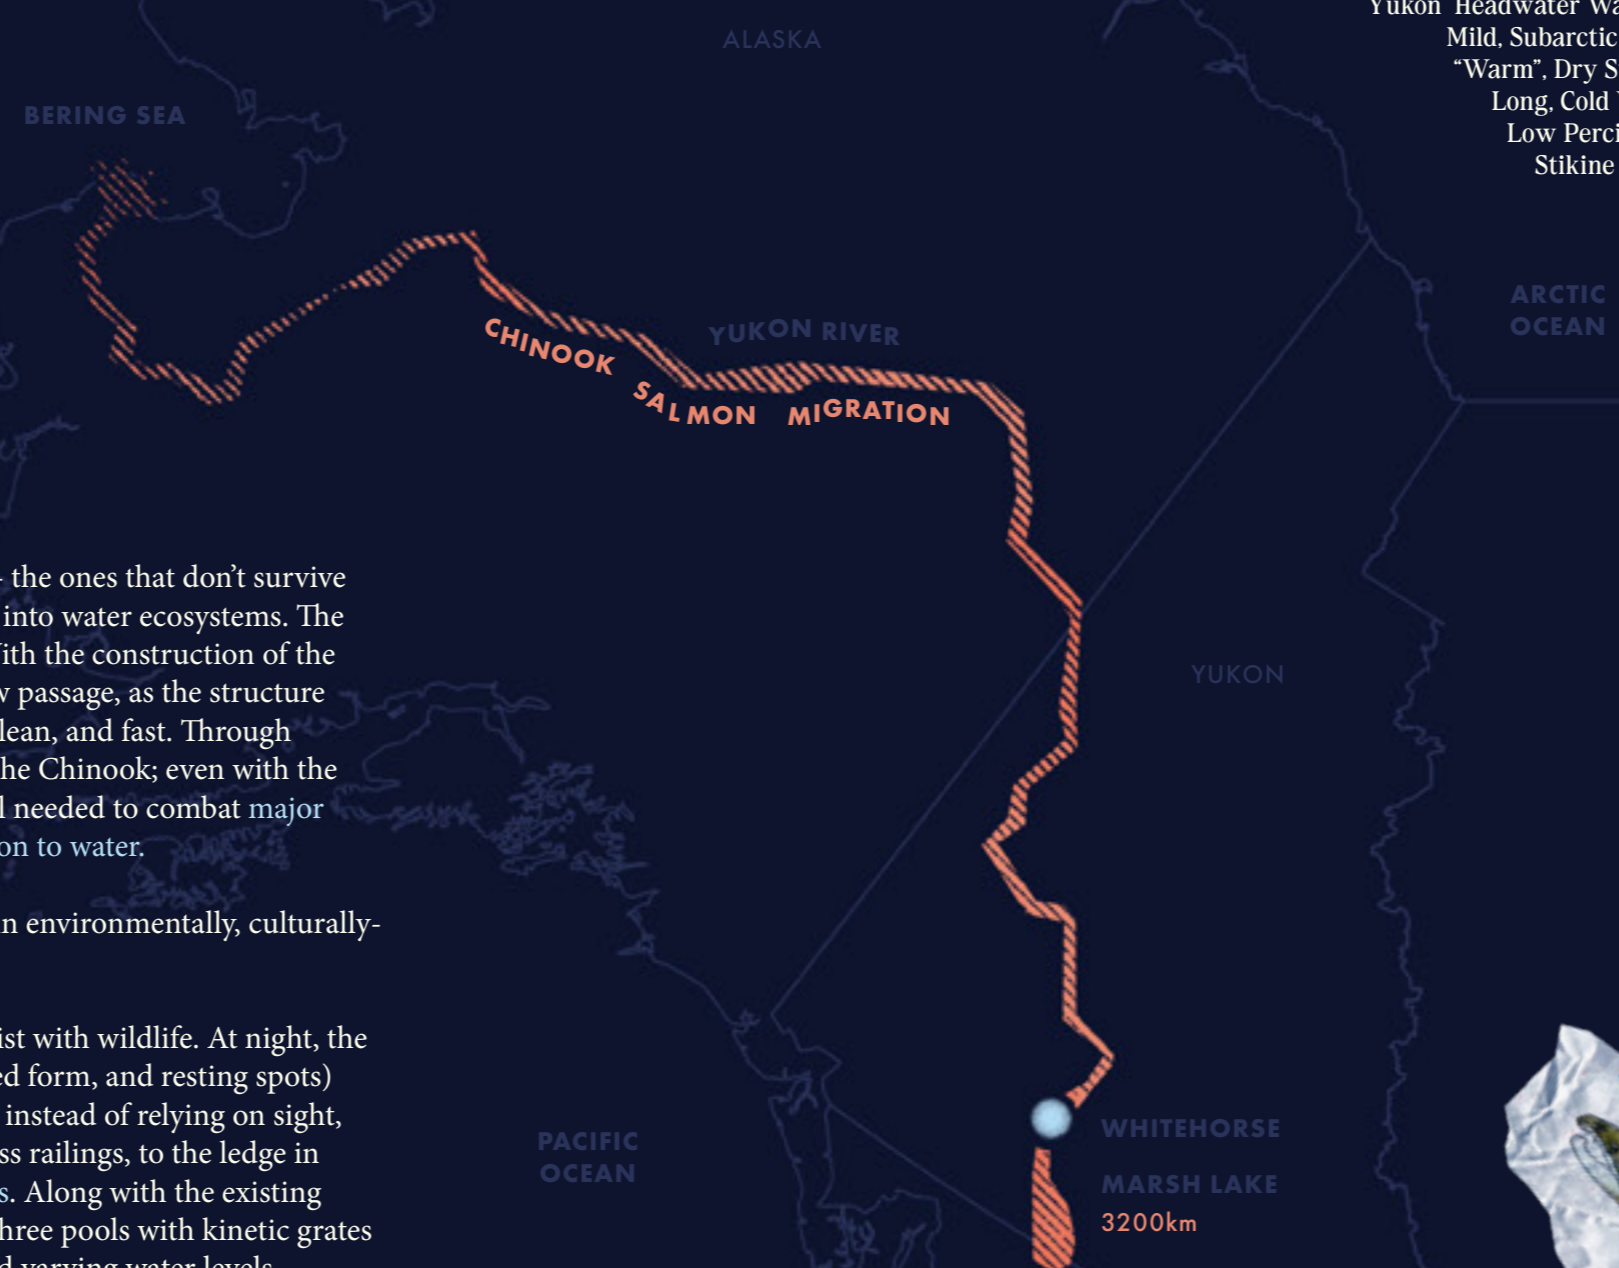 Yukon Headwater Wa
Mild, Subarctic
“Warm”, Dry S
Long, Cold
Low Perci
Stikine
ALASKA
BERING SEA
ARCTIC
OCEAN
YUKON RIVER
CHINOOK SALMON MIGRATION
YUKON
- the ones that don’t survive
into water ecosystems. The
ith the construction of the
w passage, as the structure
lean, and fast. Through
he Chinook; even with the
l needed to combat major
on to water.
n environmentally, culturally-
ist with wildlife. At night, the
ed form, and resting spots)
instead of relying on sight,
ss railings, to the ledge in
s. Along with the existing
hree pools with kinetic grates
d varying water levels
PACIFIC
OCEAN
WHITEHORSE
MARSH LAKE
3200km